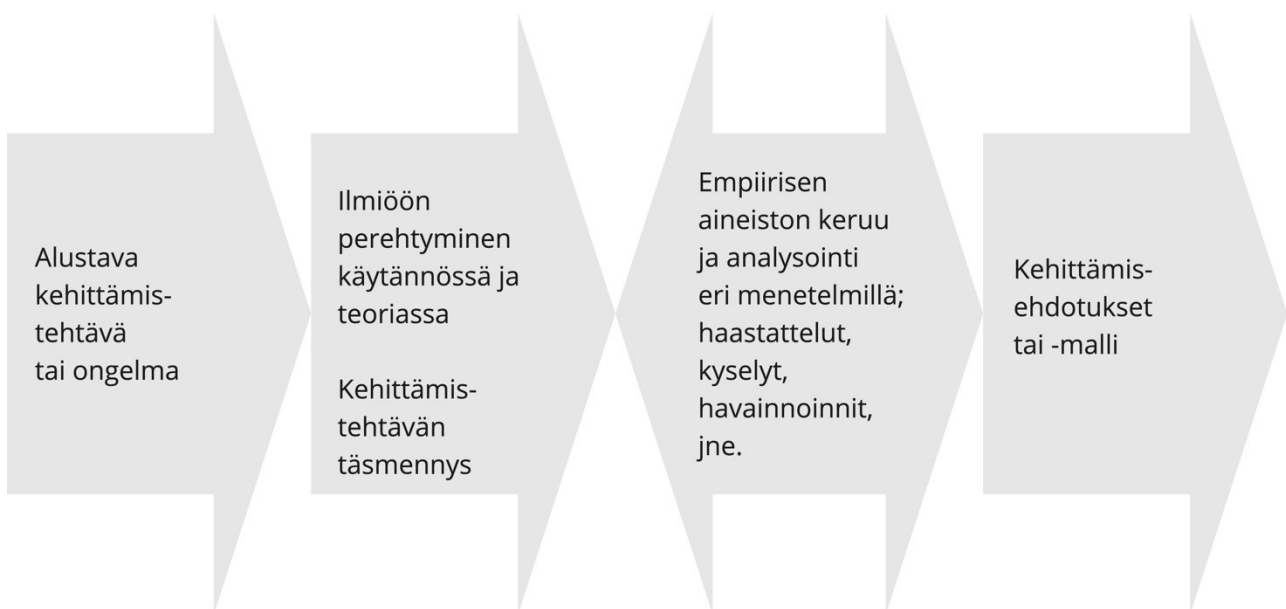 Alustava
kehittämis-
tehtävä
tai ongelma
Ilmiöön
perehtyminen
käytännössä ja
teoriassa
Kehittämis-
tehtävän
täsmennys
Empiirisen
aineiston keruu
ja analysointi
eri menetelmillä;
haastattelut,
kyselyt,
havainnoinnit,
jne.
Kehittämis-
ehdotukset
tai -malli